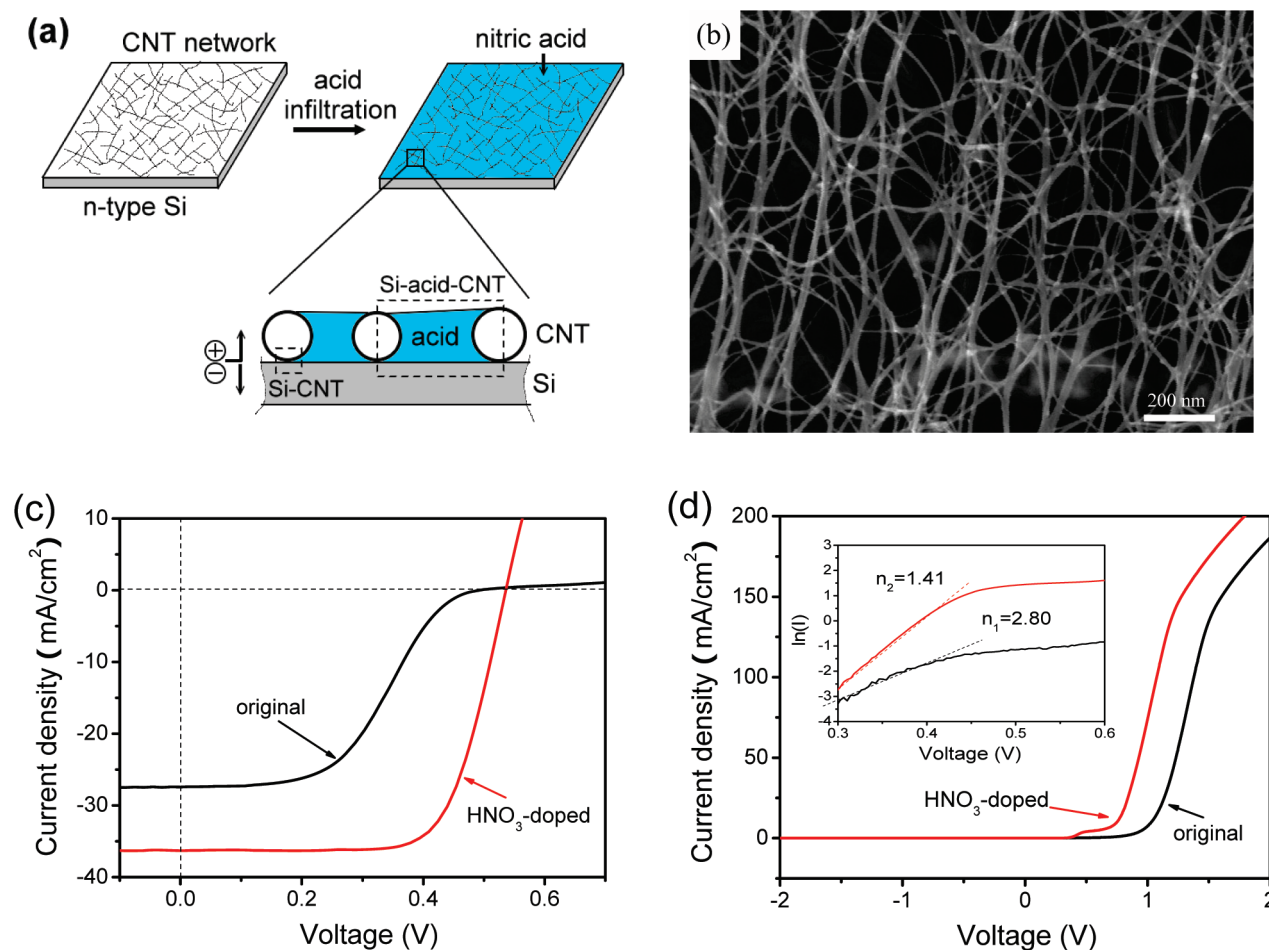 (a)
CNT network
acid
infiltration
nitric acid
n-type Si
Si-acid-CNT
acid
CNT
⊕
⊖
Si-CNT
Si
(b)
200 nm
(c)
Current density ( mA/cm²)
10
0
-10
-20
-30
-40
original
HNO₃-doped
0.0
0.2
0.4
0.6
Voltage (V)
(d)
Current density ( mA/cm²)
200
150
100
50
0
ln(I)
3
2
1
0
-1
-2
-3
-4
n₂=1.41
n₁=2.80
0.3
0.4
0.5
0.6
Voltage (V)
HNO₃-doped
original
-2
-1
0
1
2
Voltage (V)